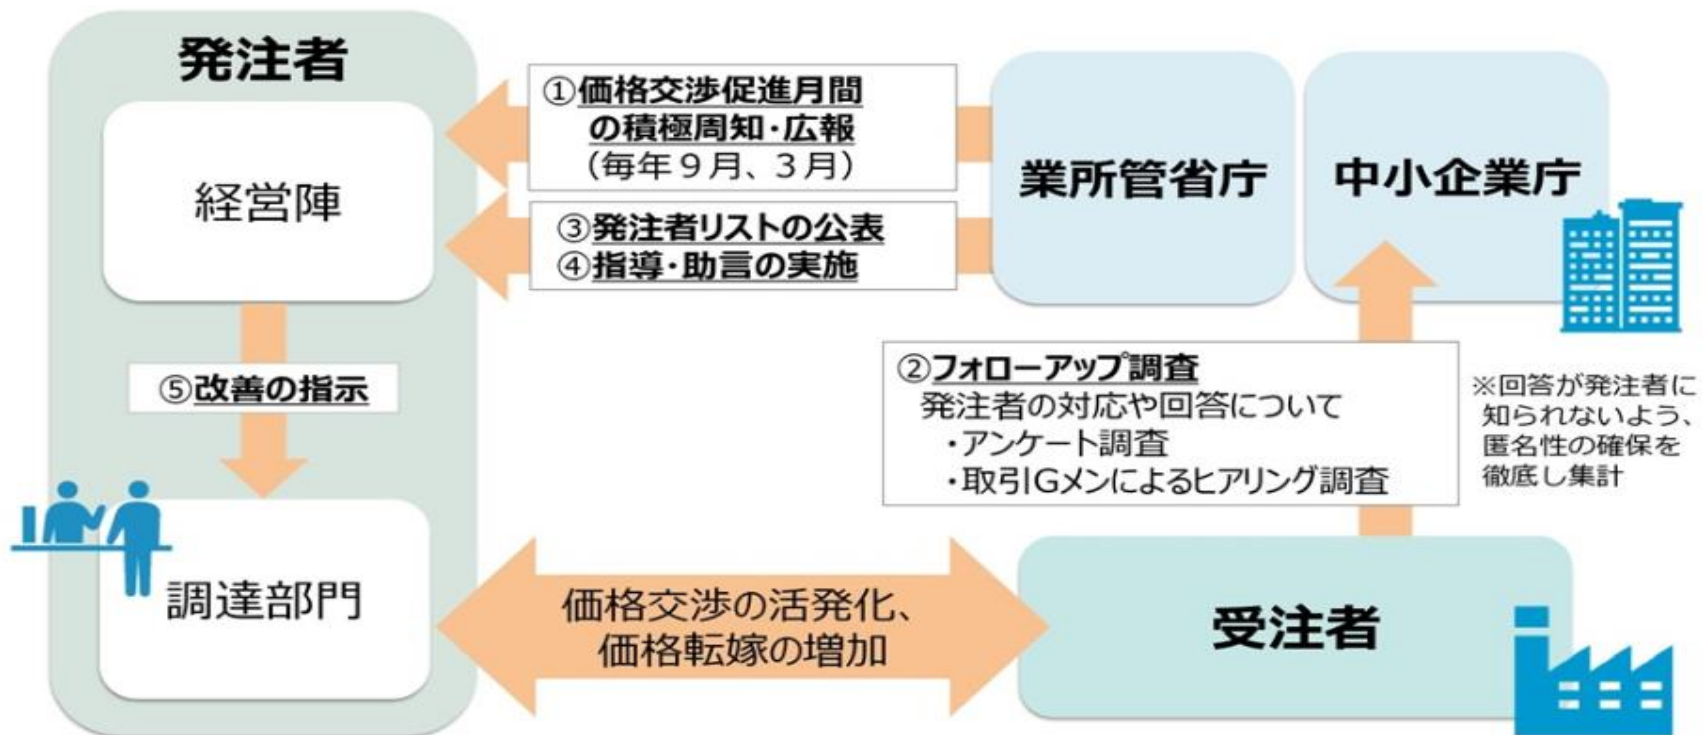 発注者
経営陣
①価格交渉促進月間
の積極周知・広報
（毎年９月、３月）
③発注者リストの公表
④指導・助言の実施
業所管省庁
中小企業庁
⑤改善の指示
②フォローアップ調査
発注者の対応や回答について
・アンケート調査
・取引Gメンによるヒアリング調査
※回答が発注者に
知られないよう、
匿名性の確保を
徹底し集計
調達部門
価格交渉の活発化、
価格転嫁の増加
受注者